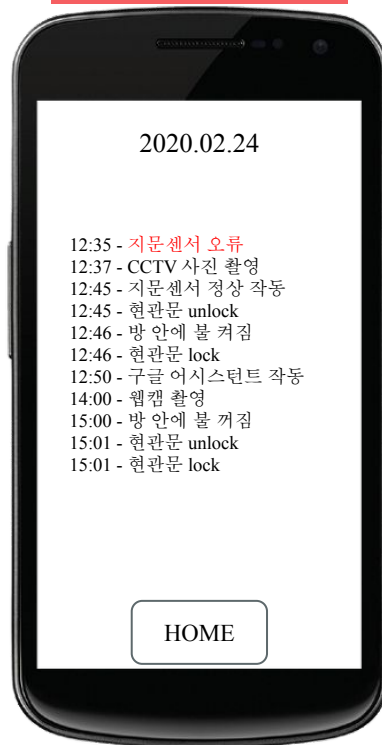 2020.02.24
12:35 - 지문센서 오류
12:37 - CCTV 사진 촬영
12:45 - 지문센서 정상 작동
12:45 - 현관문 unlock
12:46 - 방 안에 불 켜짐
12:46 - 현관문 lock
12:50 - 구글 어시스턴트 작동
14:00 - 웹캠 촬영
15:00 - 방 안에 불 꺼짐
15:01 - 현관문 unlock
15:01 - 현관문 lock
HOME